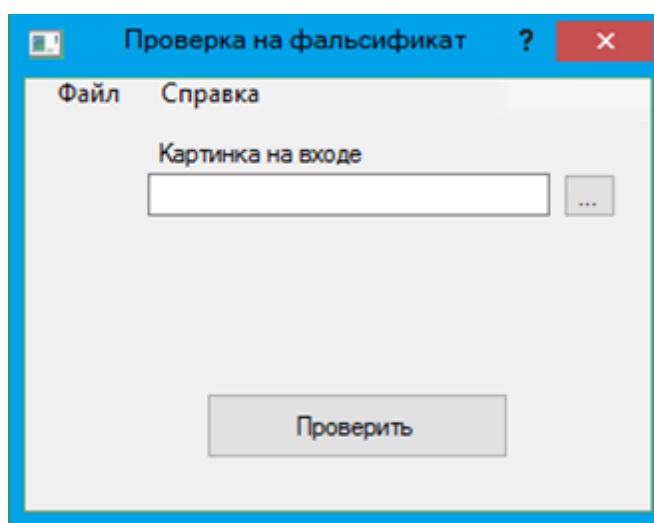 Проверка на фальсификат ? ×
Файл Справка
Картинка на входе
...
Проверить